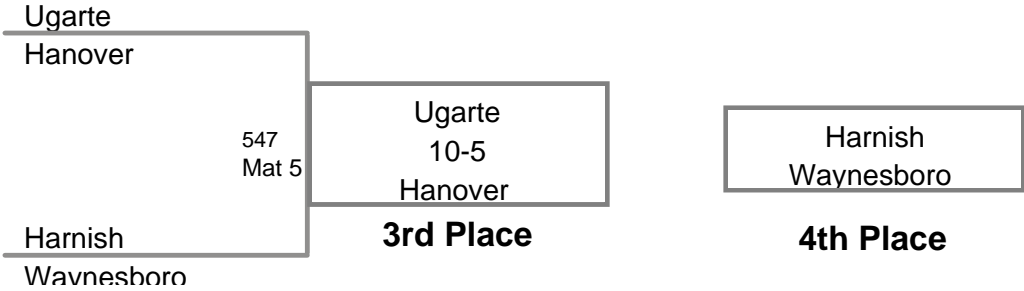 Ugarte
Hanover
547
Mat 5
Harnish
Waynesboro
Ugarte
10-5
Hanover
3rd Place
Harnish
Waynesboro
4th Place